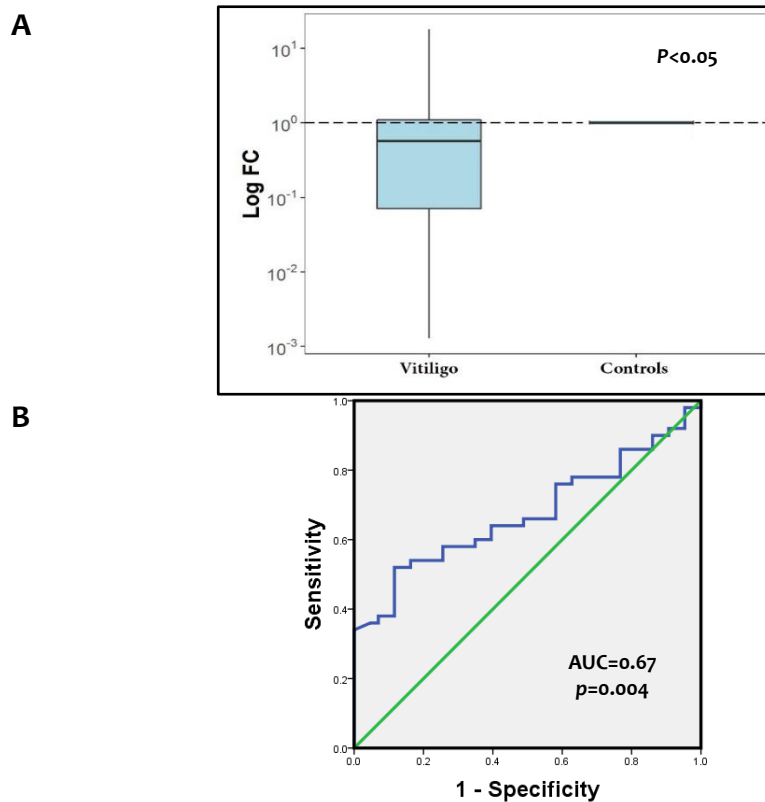 A
P<0.05
10¹
10⁰
10⁻¹
10⁻²
10⁻³
Log FC
Vitiligo Controls
B
1.0
0.8
0.6
0.4
0.2
0.0
Sensitivity
AUC=0.67
p=0.004
0.0 0.2 0.4 0.6 0.8 1.0
1 - Specificity